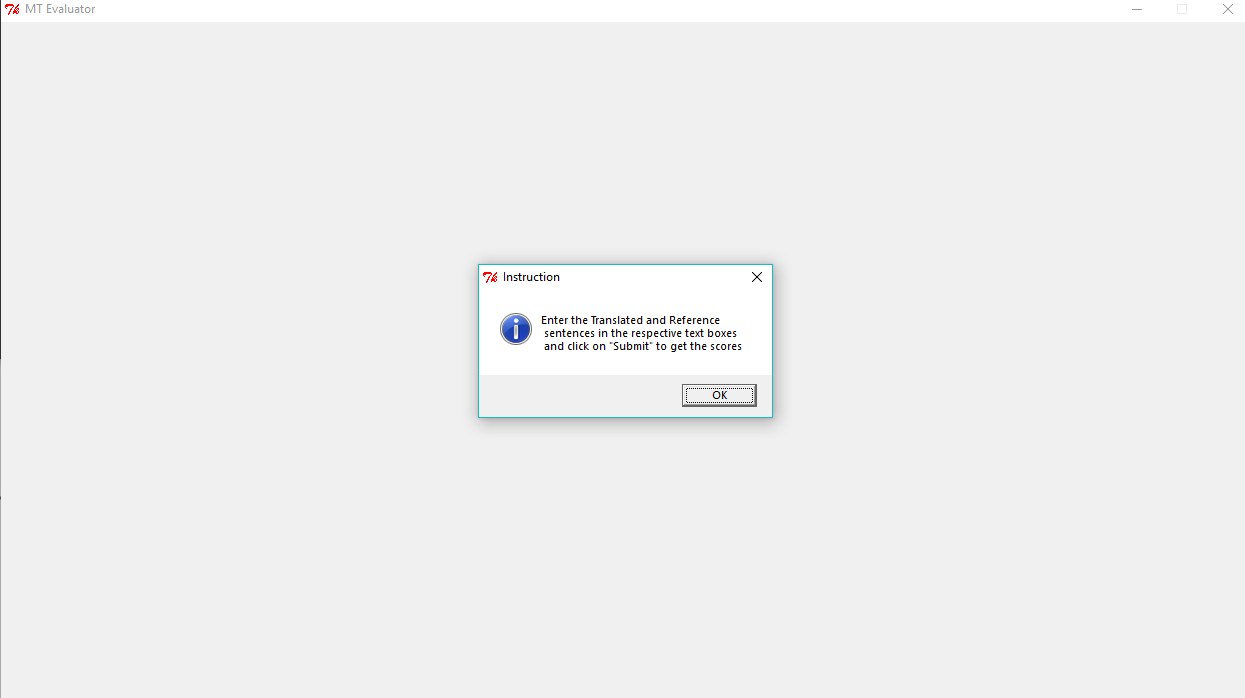 MT Evaluator
Instruction
Enter the Translated and Reference
sentences in the respective text boxes
and click on "Submit" to get the scores
OK